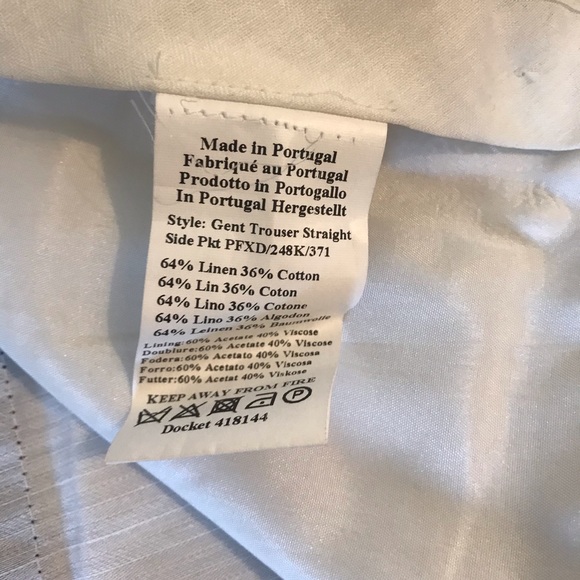 Made in Portugal
Fabriqué au Portugal
Prodotto in Portogallo
In Portugal Hergestellt
Style: Gent Trouser Straight
Side Pkt PFXD/248K/371
64% Linen 36% Cotton
64% Lin 36% Coton
64% Lino 36% Cotone
64% Lino 36% Algodon
64% Leinen 36% Baumwolle
Lining:60% Acetate 40% Viscose
Doublure:60% Acetate 40% Viscose
Fodera:60% Acetato 40% Viscosa
Forro:60% Acetato 40% Viscosa
Futter:60% Acetat 40% Viskose
KEEP AWAY FROM FIRE
P
Docket 418144